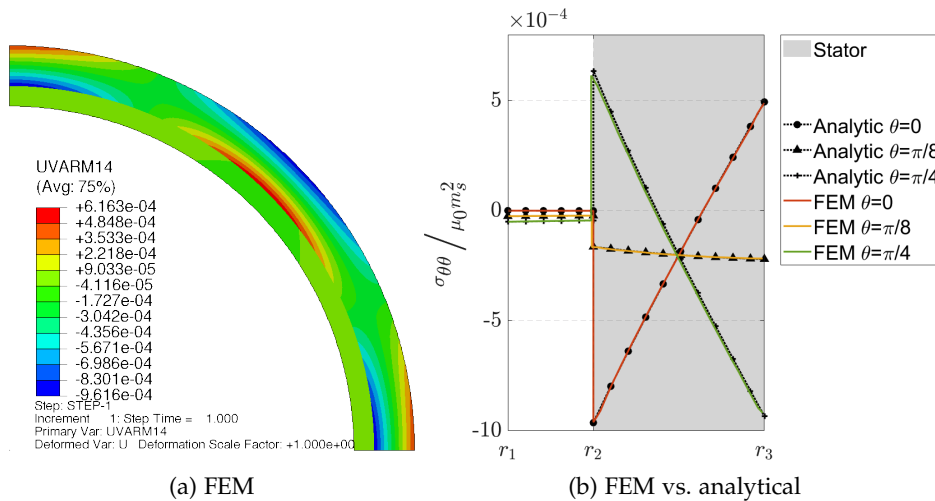 UVARM14
(Avg: 75%)
+6.163e-04
+4.848e-04
+3.533e-04
+2.218e-04
+9.033e-05
-4.116e-05
-1.727e-04
-3.042e-04
-4.356e-04
-5.671e-04
-6.986e-04
-8.301e-04
-9.616e-04
Step: STEP-1
Increment 1: Step Time = 1.000
Primary Var: UVARM14
Deformed Var: U Deformation Scale Factor: +1.000e+00
(a) FEM
×10⁻⁴
5
0
-5
-10
σθθ / μ₀mₛ²
r₁ r₂ r₃
Stator
Analytic θ=0
Analytic θ=π/8
Analytic θ=π/4
FEM θ=0
FEM θ=π/8
FEM θ=π/4
(b) FEM vs. analytical